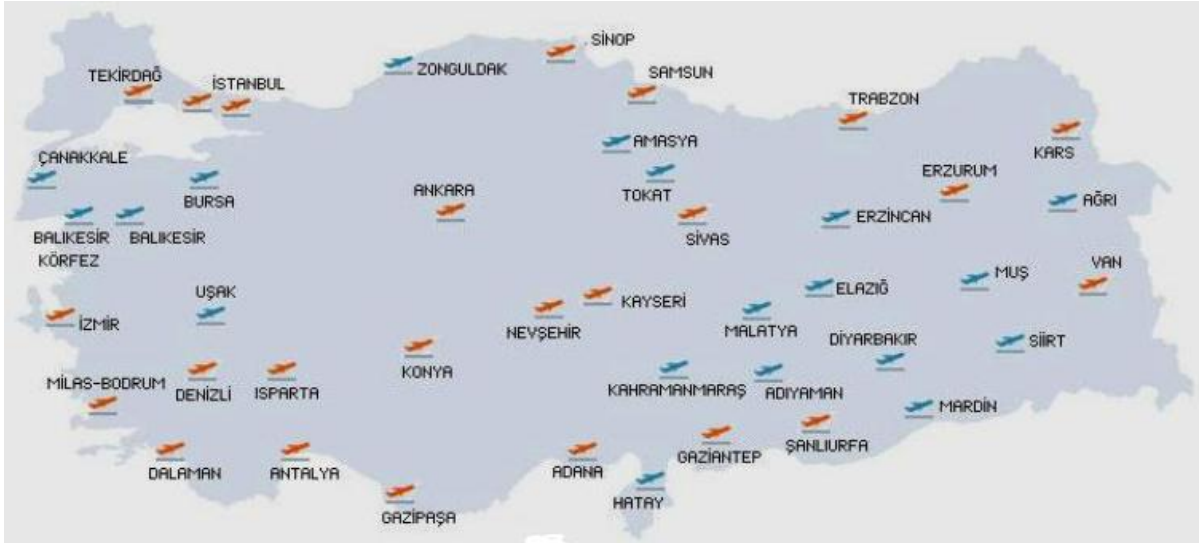 SİNOP
ZONGULDAK
TEKİRDAĞ
İSTANBUL
SAMSUN
TRABZON
AMASYA
KARS
ÇANAKKALE
BURSA
ANKARA
TOKAT
ERZURUM
SİVAS
ERZİNCAN
AĞRI
BALIKESİR
KÖRFEZ
BALIKESİR
UŞAK
İZMİR
NEVŞEHİR
KAYSERİ
MALATYA
ELAZIĞ
MUŞ
VAN
DİYARBAKIR
SİİRT
MİLAS-BODRUM
DENİZLİ
ISPARTA
KONYA
KAHRAMANMARAŞ
ADIYAMAN
MARDİN
DALAMAN
ANTALYA
GAZİPAŞA
ADANA
HATAY
GAZİANTEP
ŞANLIURFA